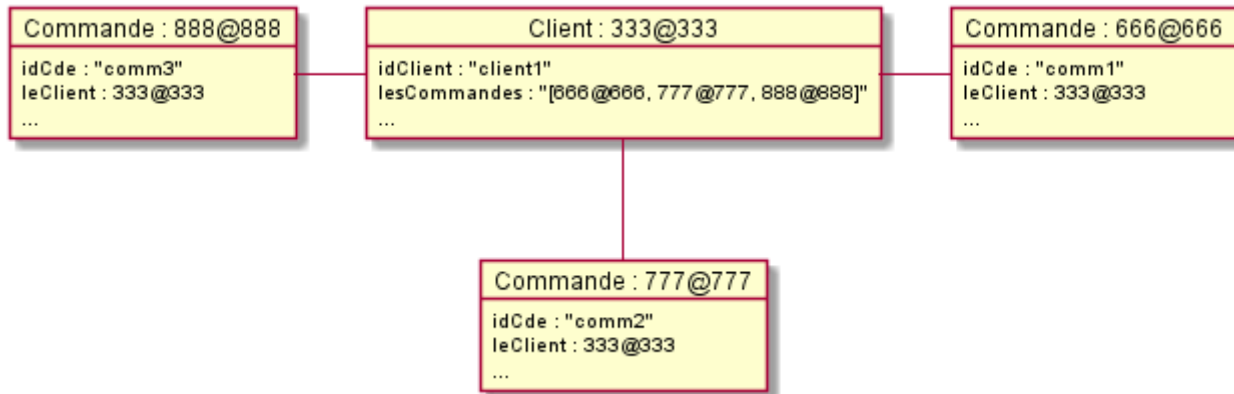 Commande : 888@888
idCde : "comm3"
leClient : 333@333
...
Client : 333@333
idClient : "client1"
lesCommandes : "[666@666, 777@777, 888@888]"
...
Commande : 666@666
idCde : "comm1"
leClient : 333@333
...
Commande : 777@777
idCde : "comm2"
leClient : 333@333
...